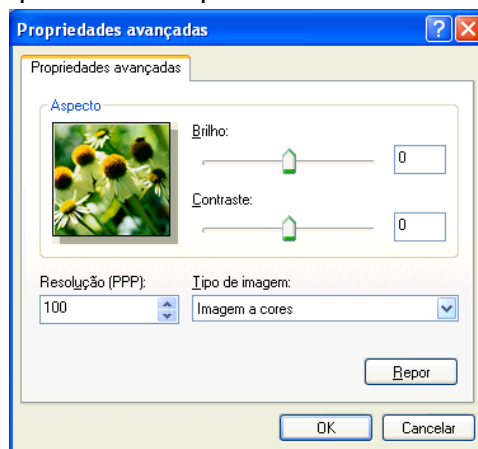 Propriedades avançadas
Propriedades avançadas
Aspecto
Brilho:
0
Contraste:
0
Resolução (PPP): Tipo de imagem:
100 Imagem a cores
Repor
OK Cancelar